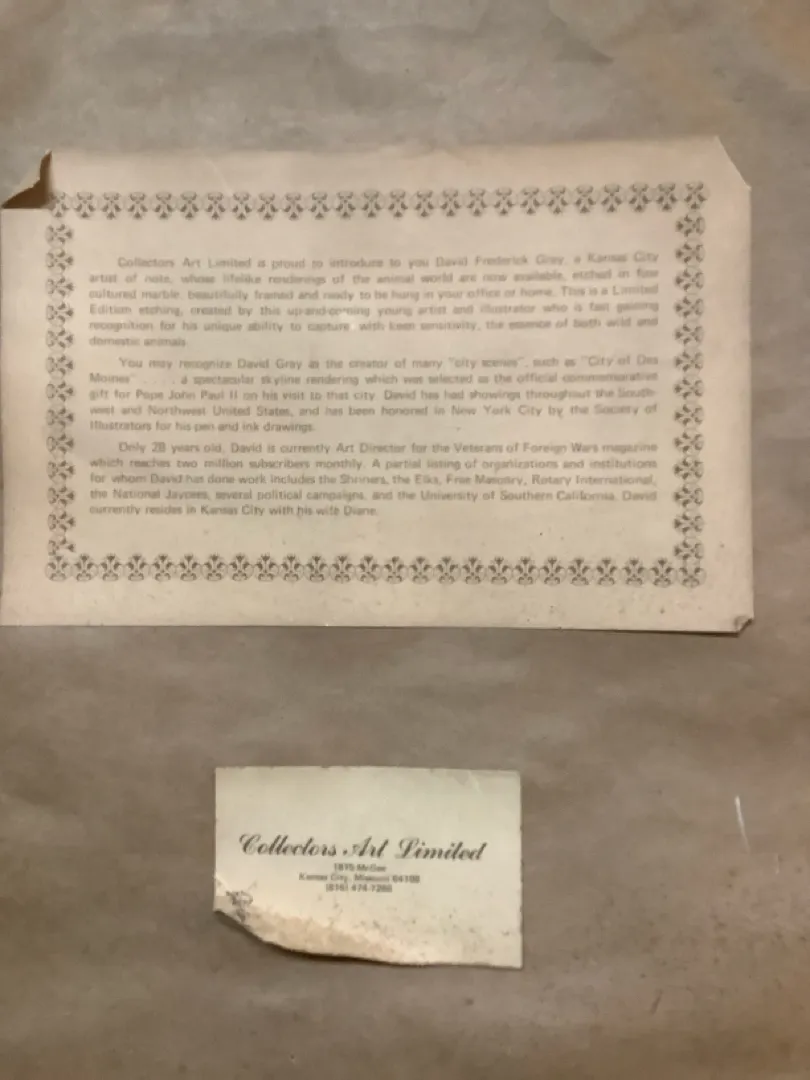 Collectors Art Limited is proud to introduce to you David Frederick Gray, a Kansas City
artist of note, whose lifelike renderings of the animal world are now available, etched in fine
cultured marble, beautifully framed and ready to be hung in your office or home. This is a Limited
Edition etching, created by this up-and-coming young artist and illustrator who is fast gaining
recognition for his unique ability to capture, with keen sensitivity, the essence of both wild and
domestic animals.
You may recognize David Gray as the creator of many "city scenes", such as "City of Des
Moines" . . . . a spectacular skyline rendering which was selected as the official commemorative
gift for Pope John Paul II on his visit to that city. David has had showings throughout the South-
west and Northwest United States, and has been honored in New York City by the Society of
Illustrators for his pen and ink drawings.
Only 28 years old, David is currently Art Director for the Veterans of Foreign Wars magazine
which reaches two million subscribers monthly. A partial listing of organizations and institutions
for whom David has done work includes the Shriners, the Elks, Free Masonry, Rotary International,
the National Jaycees, several political campaigns, and the University of Southern California. David
currently resides in Kansas City with his wife Diane.
Collectors Art Limited
McGee
Kansas City, Missouri 64108
(816) 474-